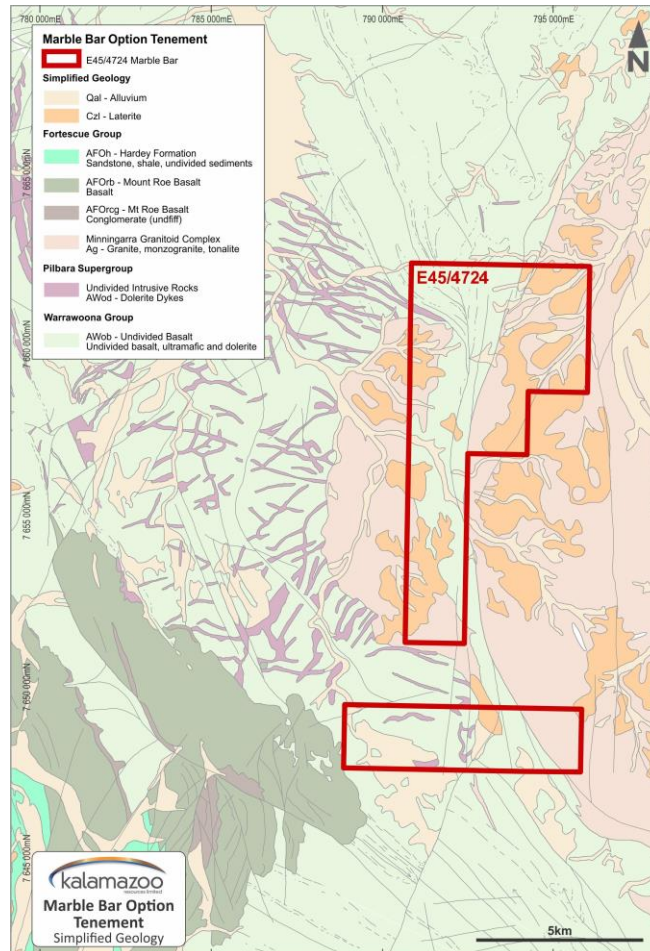 780 000mE 785 000mE 790 000mE 795 000mE
Marble Bar Option Tenement
E45/4724 Marble Bar
Simplified Geology
Qal - Alluvium
Czl - Laterite
Fortescue Group
AFOh - Hardey Formation
Sandstone, shale, undivided sediments
AFOrb - Mount Roe Basalt
Basalt
AFOrcg - Mt Roe Basalt
Conglomerate (undfiff)
Minningarra Granitoid Complex
Ag - Granite, monzogranite, tonalite
Pilbara Supergroup
Undivided Intrusive Rocks
AWod - Dolerite Dykes
Warrawoona Group
AWob - Undivided Basalt
Undivided basalt, ultramafic and dolerite
N
7 665 000mN
E45/4724
7 660 000mN
7 655 000mN
7 650 000mN
7 645 000mN
kalamazoo
resources limited
Marble Bar Option
Tenement
Simplified Geology
5km